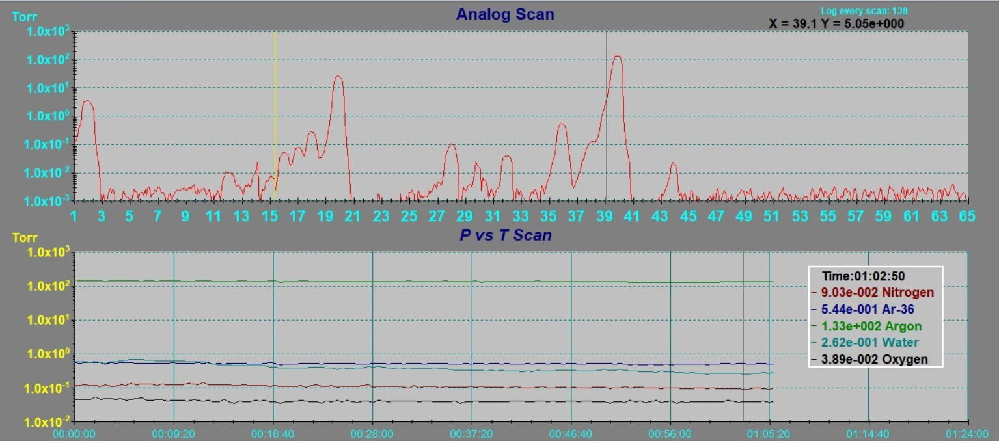 Torr
Analog Scan
Log every scan: 138
X = 39.1 Y = 5.05e+000
1.0x10³
1.0x10²
1.0x10¹
1.0x10⁰
1.0x10⁻¹
1.0x10⁻²
1.0x10⁻³
1 3 5 7 9 11 13 15 17 19 21 23 25 27 29 31 33 35 37 39 41 43 45 47 49 51 53 55 57 59 61 63 65
Torr
P vs T Scan
1.0x10³
1.0x10²
1.0x10¹
1.0x10⁰
1.0x10⁻¹
1.0x10⁻²
Time:01:02:50
9.03e-002 Nitrogen
5.44e-001 Ar-36
1.33e+002 Argon
2.62e-001 Water
3.89e-002 Oxygen
00:00:00 00:09:20 00:18:40 00:28:00 00:37:20 00:46:40 00:56:00 01:05:20 01:14:40 01:24:00